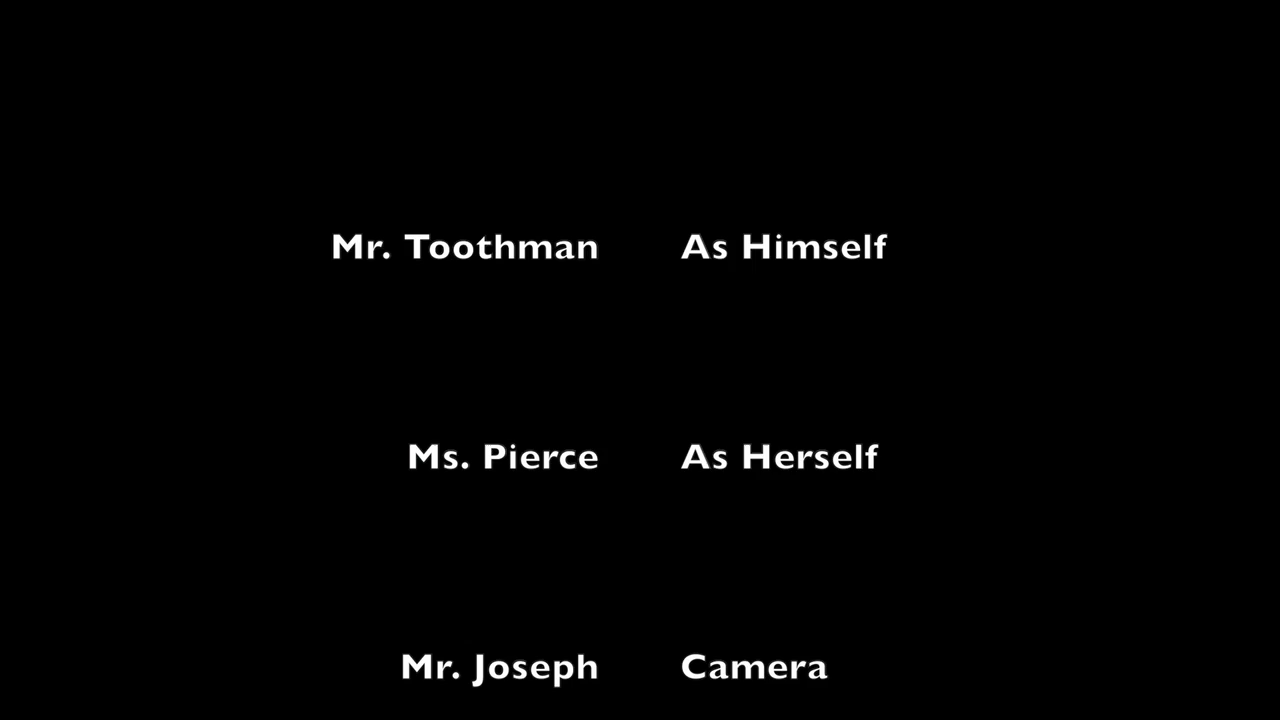 Mr. Toothman As Himself
Ms. Pierce As Herself
Mr. Joseph Camera